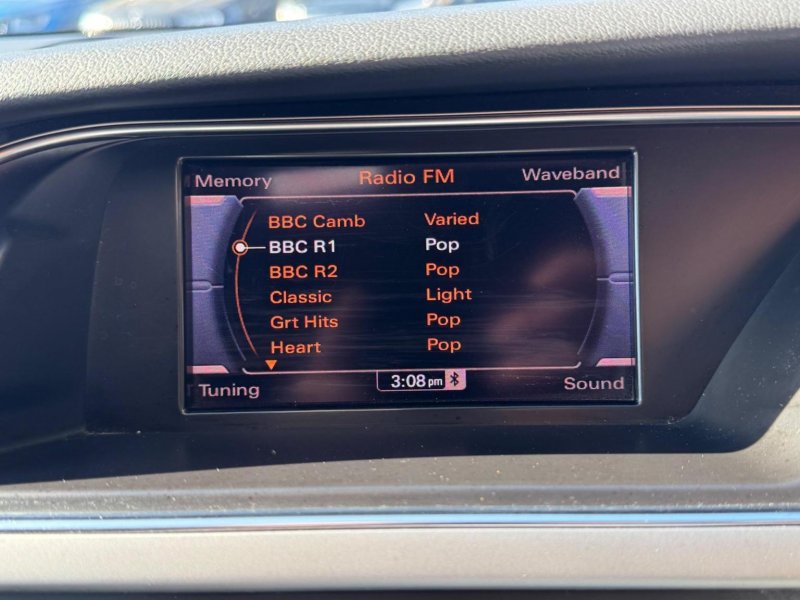 Memory Radio FM Waveband
BBC Camb Varied
BBC R1 Pop
BBC R2 Pop
Classic Light
Grt Hits Pop
Heart Pop
Tuning 3:08 pm Sound